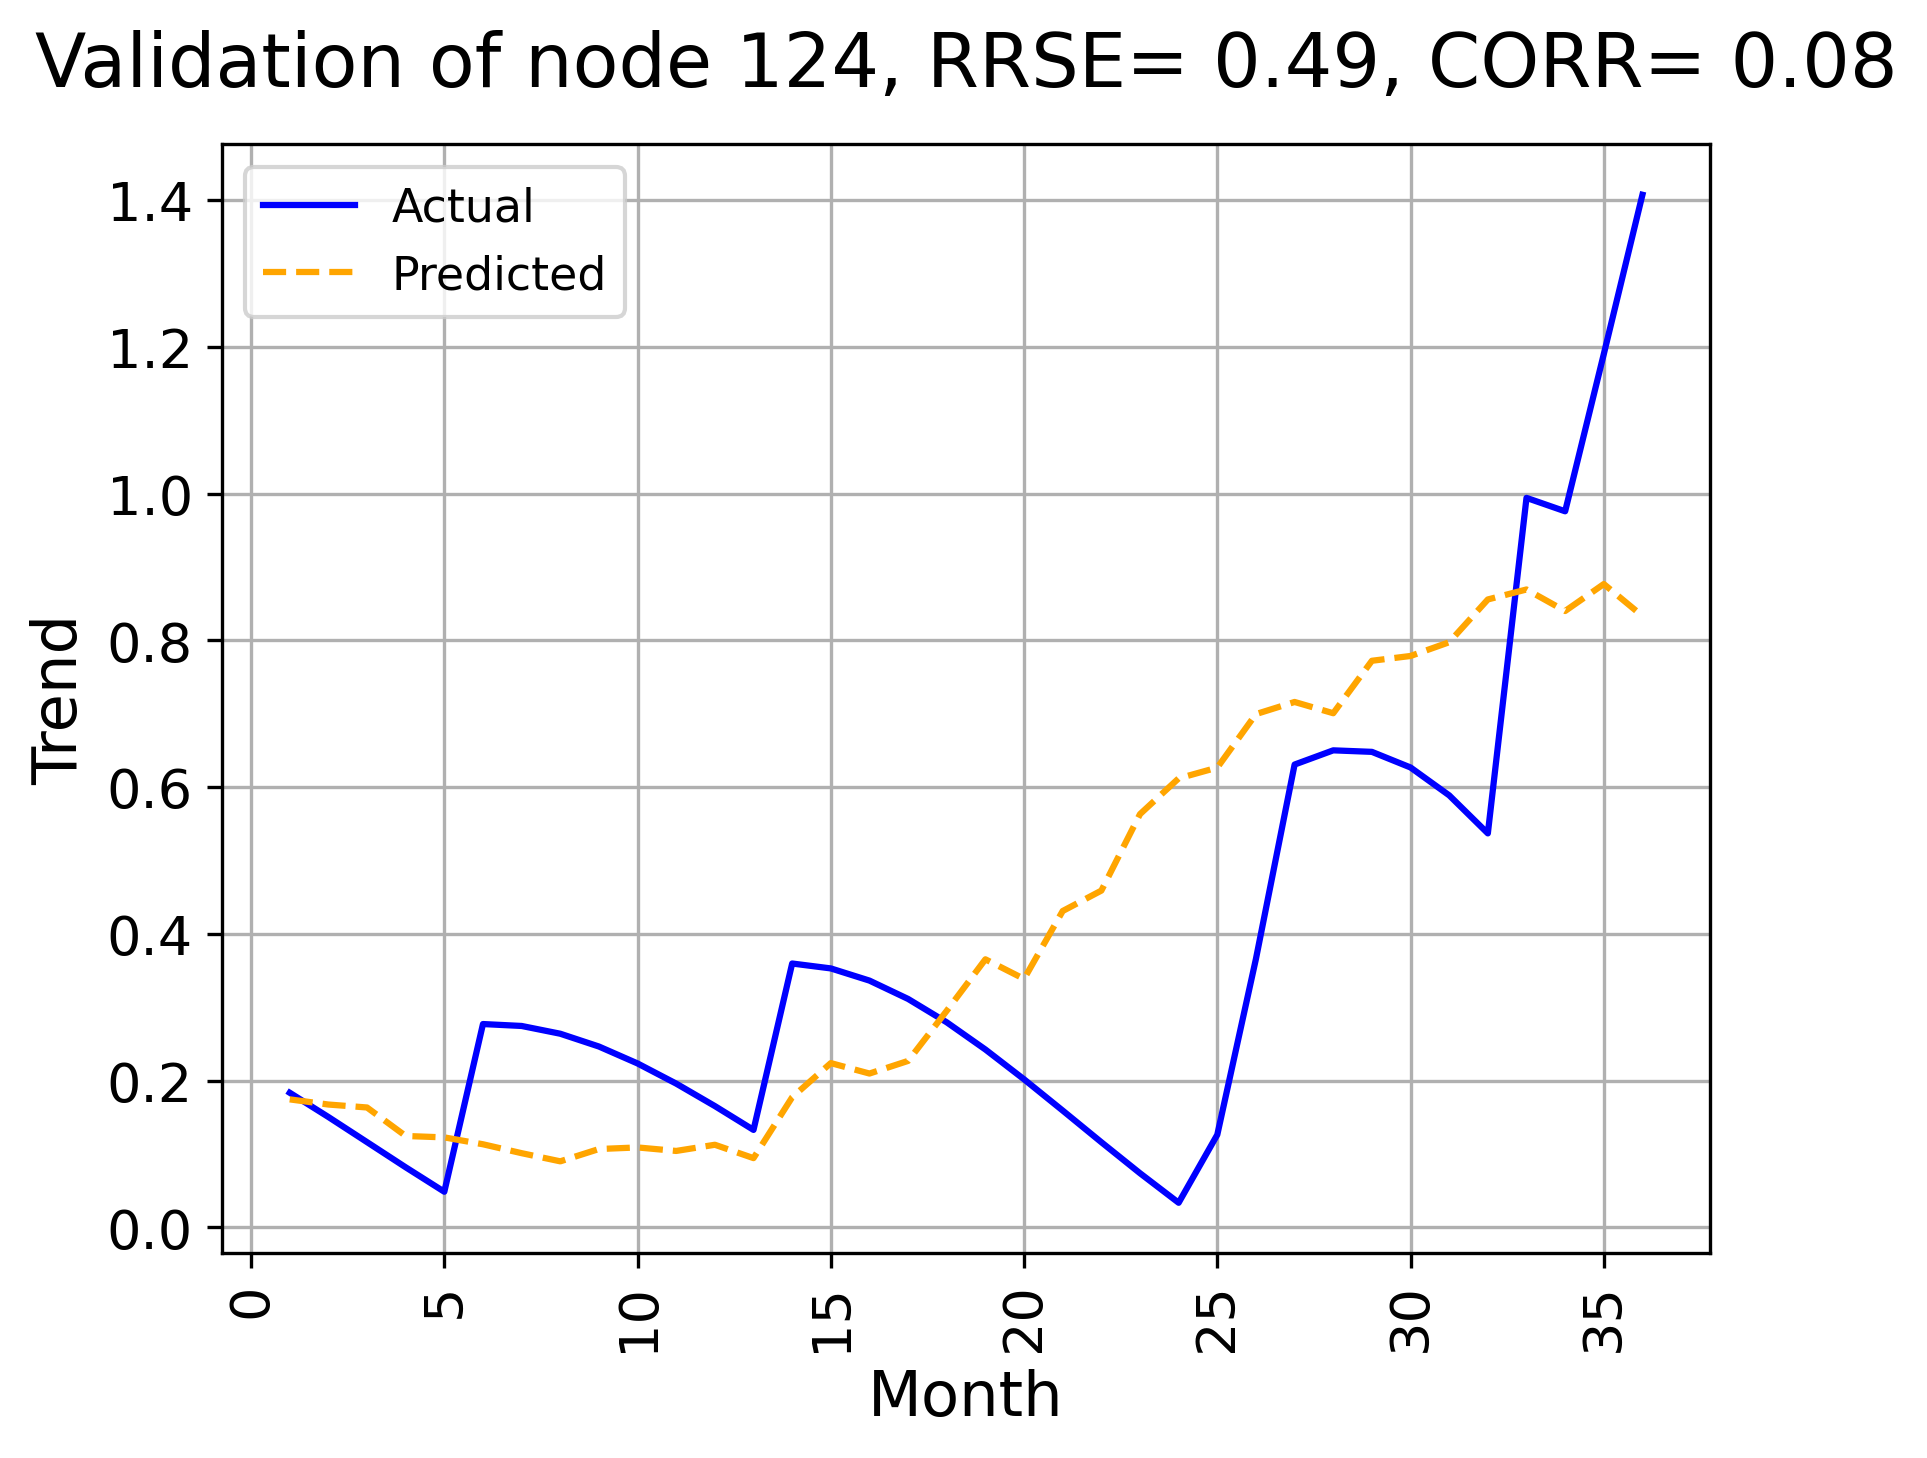 Validation of node 124, RRSE= 0.49, CORR= 0.08
Actual
Predicted
1.4
1.2
1.0
0.8
0.6
0.4
0.2
0.0
Trend
0 5 10 15 20 25 30 35
Month